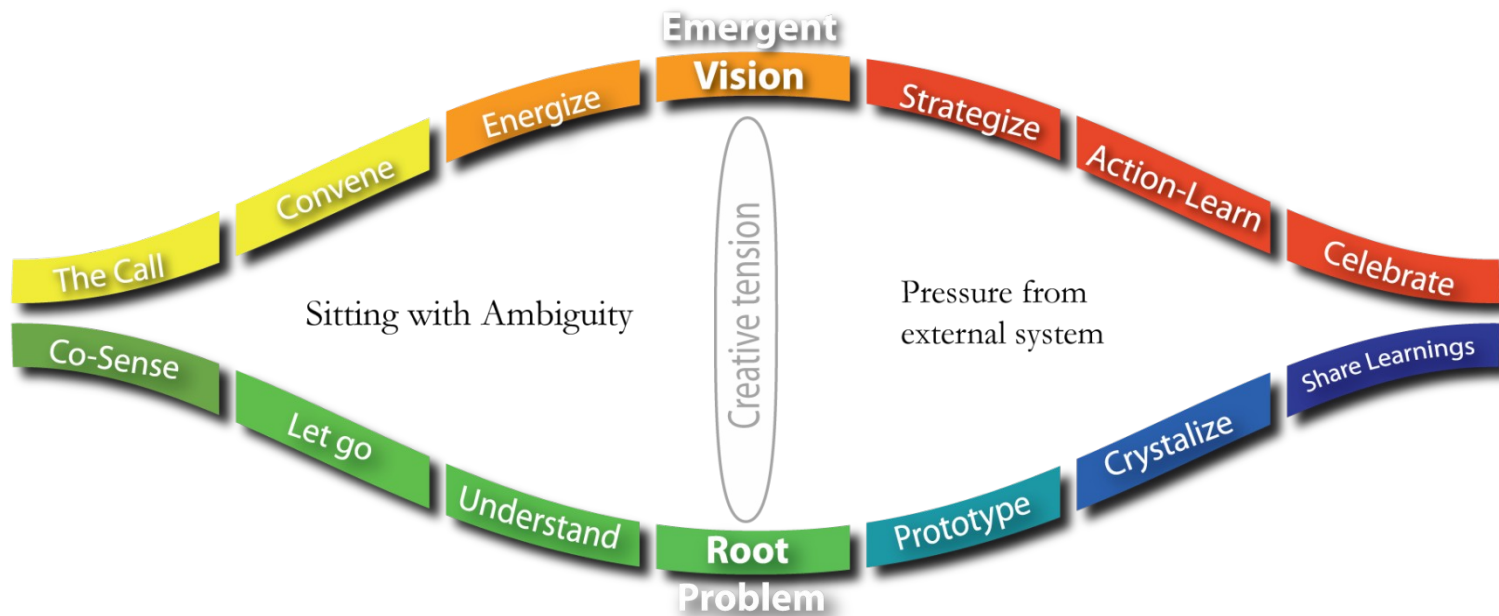 Emergent
Vision
Energize
Strategize
Convene
Action-Learn
The Call
Celebrate
Creative tension
Sitting with Ambiguity
Pressure from
external system
Co-Sense
Share Learnings
Let go
Crystalize
Understand
Prototype
Root
Problem